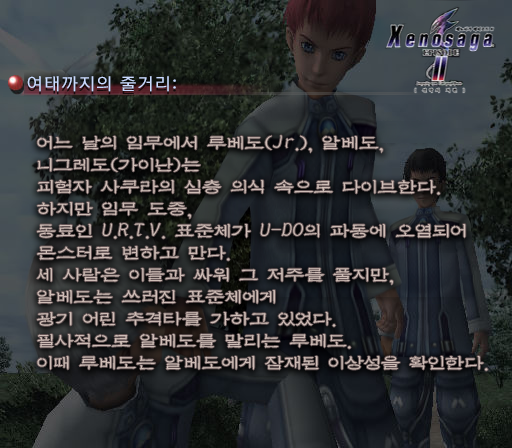 Xenosaga
EPISODE
II
여태까지의 줄거리:
어느 날의 임무에서 루베도(Jr.), 알베도,
니그레도(가이난)는
피험자 사쿠라의 심층 의식 속으로 다이브한다.
하지만 임무 도중,
동료인 U.R.T.V. 표준체가 U-DO의 파동에 오염되어
몬스터로 변하고 만다.
세 사람은 이들과 싸워 그 저주를 풀지만,
알베도는 쓰러진 표준체에게
광기 어린 추격타를 가하고 있었다.
필사적으로 알베도를 말리는 루베도.
이때 루베도는 알베도에게 잠재된 이상성을 확인한다.